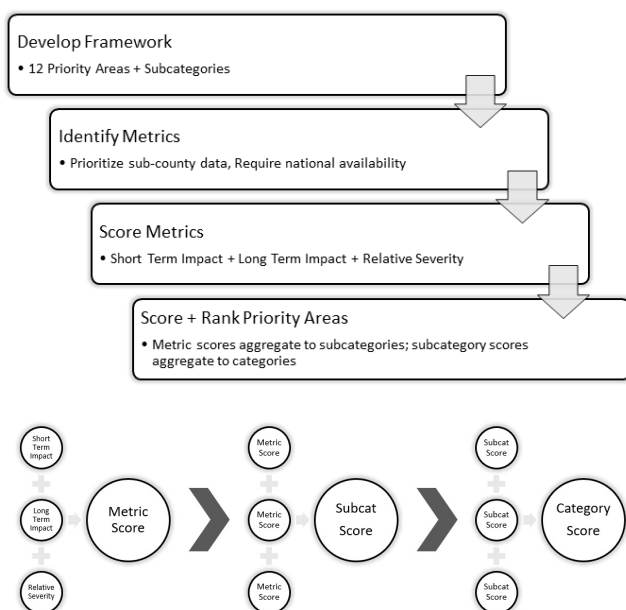 Develop Framework
• 12 Priority Areas + Subcategories
Identify Metrics
• Prioritize sub-county data, Require national availability
Score Metrics
• Short Term Impact + Long Term Impact + Relative Severity
Score + Rank Priority Areas
• Metric scores aggregate to subcategories; subcategory scores
aggregate to categories
Short
Term
Impact
Long
Term
Impact
Relative
Severity
Metric
Score
Metric
Score
Metric
Score
Metric
Score
Subcat
Score
Subcat
Score
Subcat
Score
Subcat
Score
Category
Score